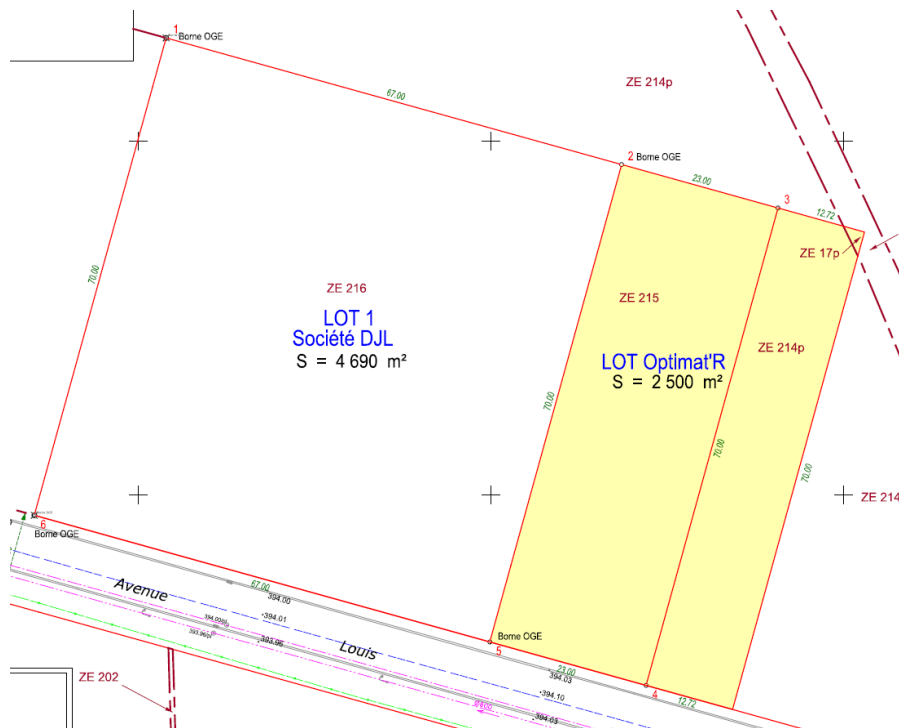 1
Borne OGE
67.00
ZE 214p
2
Borne OGE
23.00
3
12.72
ZE 17p
70.00
ZE 216
LOT 1
Société DJL
S = 4 690 m²
ZE 215
ZE 214p
LOT Optimat'R
S = 2 500 m²
70.00
70.00
70.00
ZE 214
6
Borne OGE
67.00
394.00
394.01
Avenue
Louis
393.96
Borne OGE
5
23.00
394.03
4
394.10
12.72
394.03
ZE 202